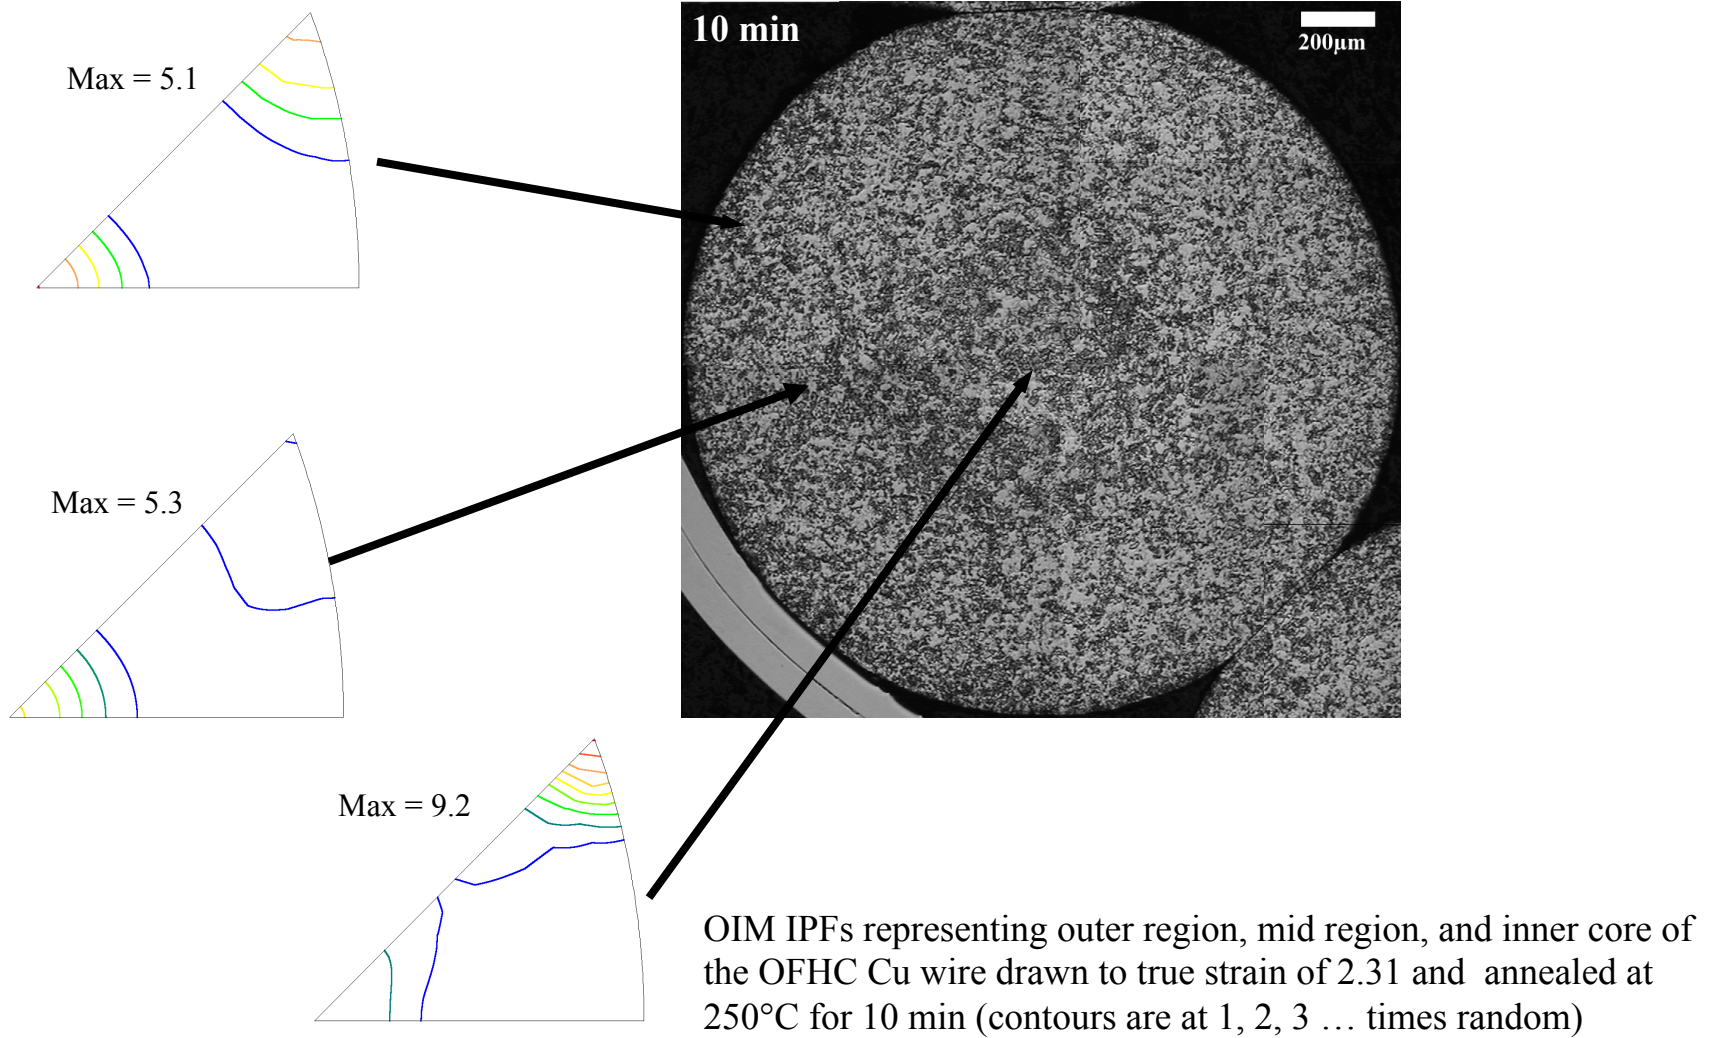 Max = 5.1
10 min
200µm
Max = 5.3
Max = 9.2
OIM IPFs representing outer region, mid region, and inner core of
the OFHC Cu wire drawn to true strain of 2.31 and  annealed at
250°C for 10 min (contours are at 1, 2, 3 … times random)